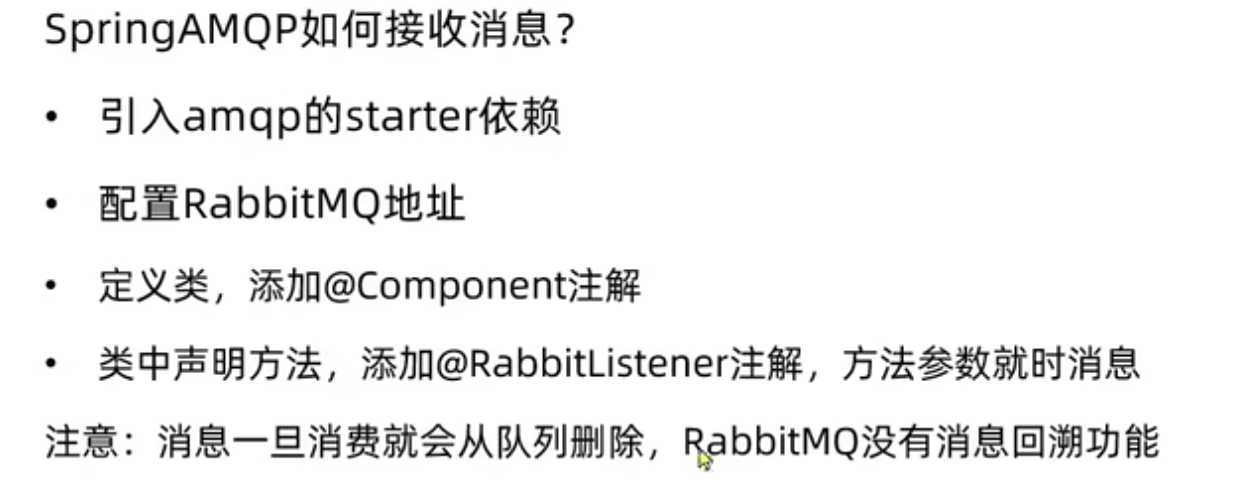 SpringAMQP如何接收消息?
• 引入amqp的starter依赖
• 配置RabbitMQ地址
• 定义类，添加@Component注解
• 类中声明方法，添加@RabbitListener注解，方法参数就时消息
注意：消息一旦消费就会从队列删除，RabbitMQ没有消息回溯功能